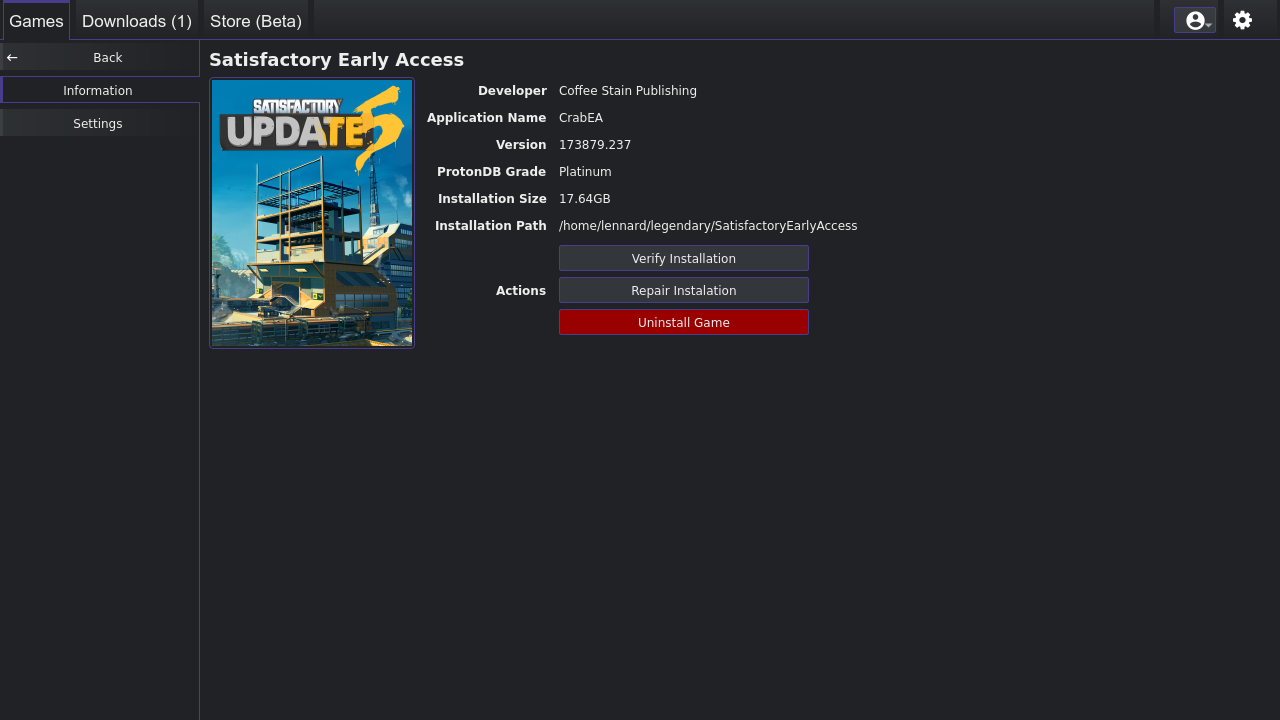 Games Downloads (1) Store (Beta)
Back
Information
Settings
Satisfactory Early Access
SATISFACTORY
UPDATE 5
Developer Coffee Stain Publishing
Application Name CrabEA
Version 173879.237
ProtonDB Grade Platinum
Installation Size 17.64GB
Installation Path /home/lennard/legendary/SatisfactoryEarlyAccess
Verify Installation
Actions Repair Instalation
Uninstall Game